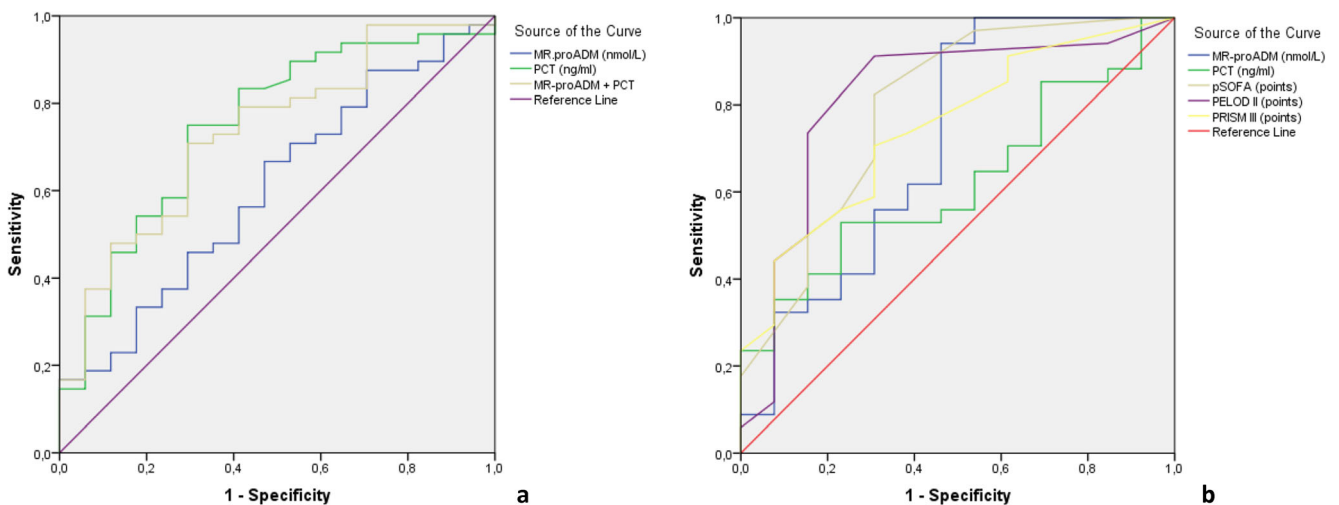 Source of the Curve
MR.proADM (nmol/L)
PCT (ng/ml)
MR-proADM + PCT
Reference Line
Sensitivity
1,0
0,8
0,6
0,4
0,2
0,0
0,0 0,2 0,4 0,6 0,8 1,0
1 - Specificity
a
Source of the Curve
MR-proADM (nmol/L)
PCT (ng/ml)
pSOFA (points)
PELOD II (points)
PRISM III (points)
Reference Line
Sensitivity
1,0
0,8
0,6
0,4
0,2
0,0
0,0 0,2 0,4 0,6 0,8 1,0
1 - Specificity
b